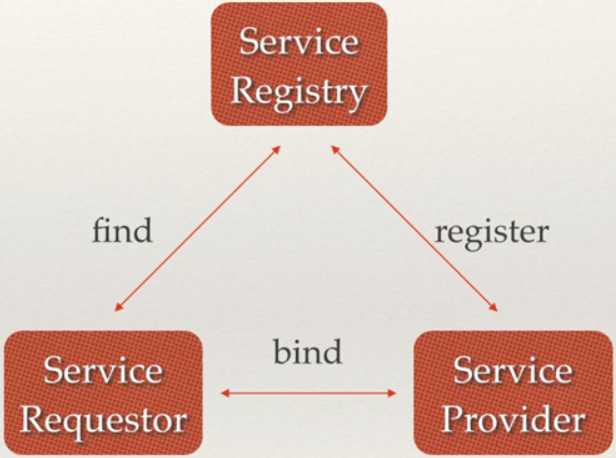 Service
Registry
find
register
bind
Service
Requestor
Service
Provider